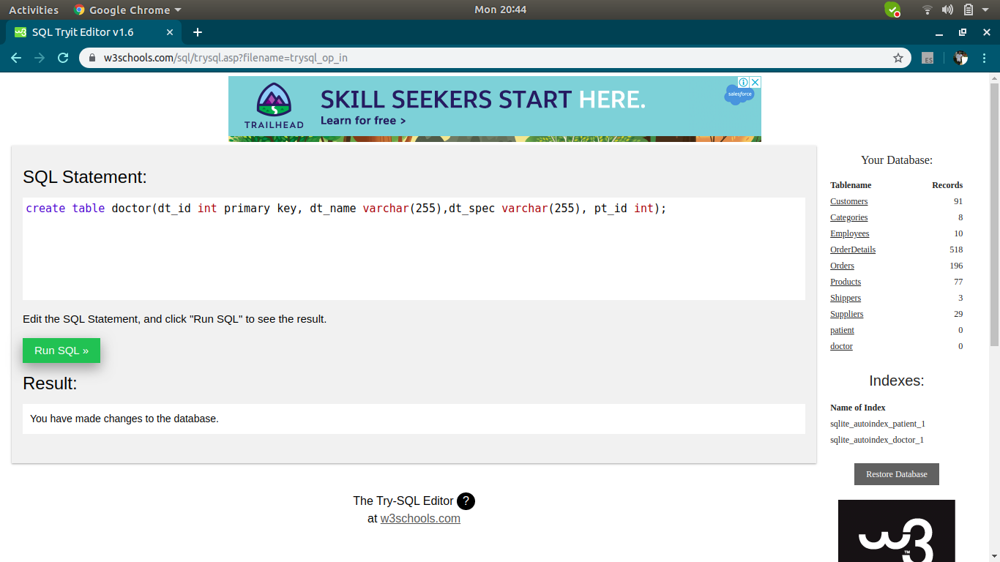 Activities Google Chrome Mon 20:44
SQL Tryit Editor v1.6
w3schools.com/sql/trysql.asp?filename=trysql_op_in
ES
TRAILHEAD
SKILL SEEKERS START HERE.
Learn for free >
salesforce
SQL Statement:
create table doctor(dt_id int primary key, dt_name varchar(255),dt_spec varchar(255), pt_id int);
Edit the SQL Statement, and click "Run SQL" to see the result.
Run SQL »
Result:
You have made changes to the database.
The Try-SQL Editor ?
at w3schools.com
Your Database:
Tablename Records
Customers 91
Categories 8
Employees 10
OrderDetails 518
Orders 196
Products 77
Shippers 3
Suppliers 29
patient 0
doctor 0
Indexes:
Name of Index
sqlite_autoindex_patient_1
sqlite_autoindex_doctor_1
Restore Database
w3
TM